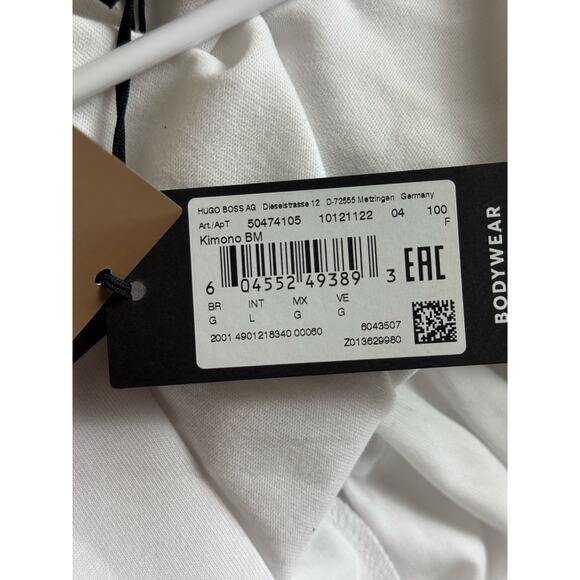 HUGO BOSS AG Dieselstrasse 12 D-72555 Metzingen Germany
Art./ApT 50474105 10121122 04 100
Kimono BM F
6 04552 49389 3 EAC
BR INT MX VE
G L G G
2001 4901218340 00060 6043507
Z013629980
BODYWEAR